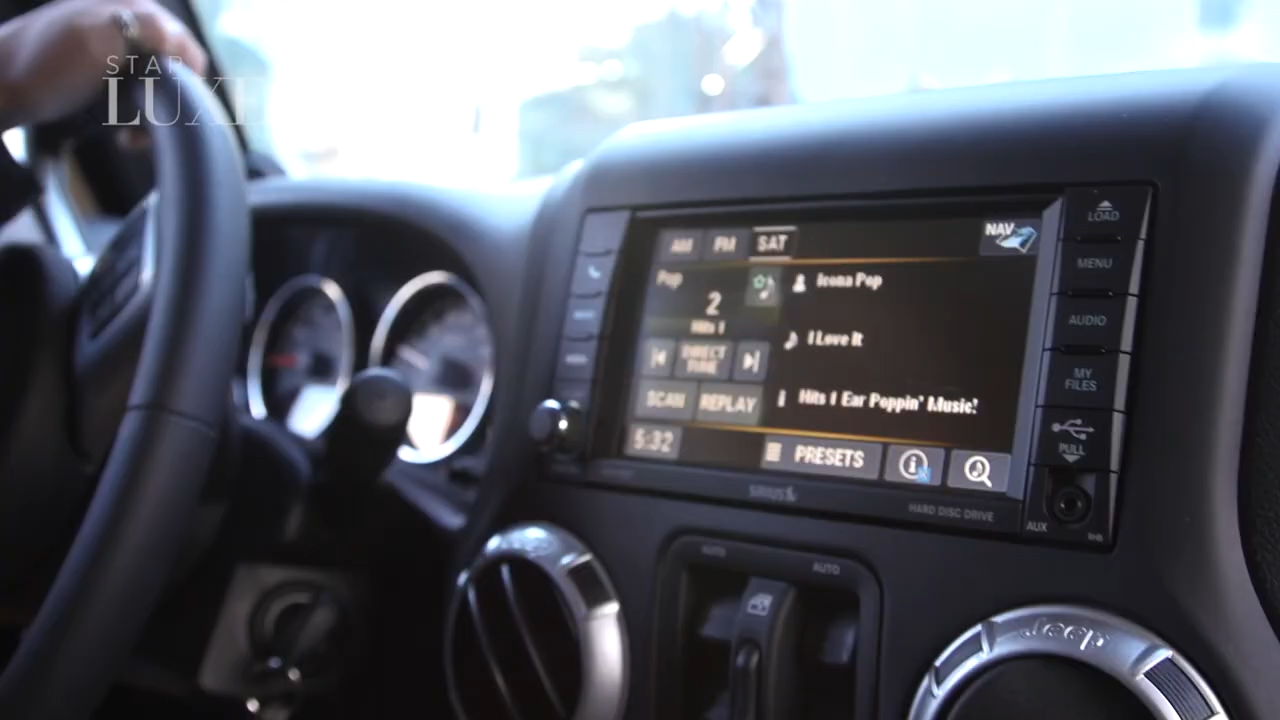 STAR
LUXE
AM FM SAT
NAV
Pop
2
Hits 1
DIRECT
TUNE
SCAN REPLAY
5:32
Icona Pop
I Love It
Hits 1 Ear Poppin' Music!
PRESETS
LOAD
MENU
AUDIO
MY
FILES
PULL
AUX
SIRIUS
HARD DISC DRIVE
AUTO AUTO
Jeep